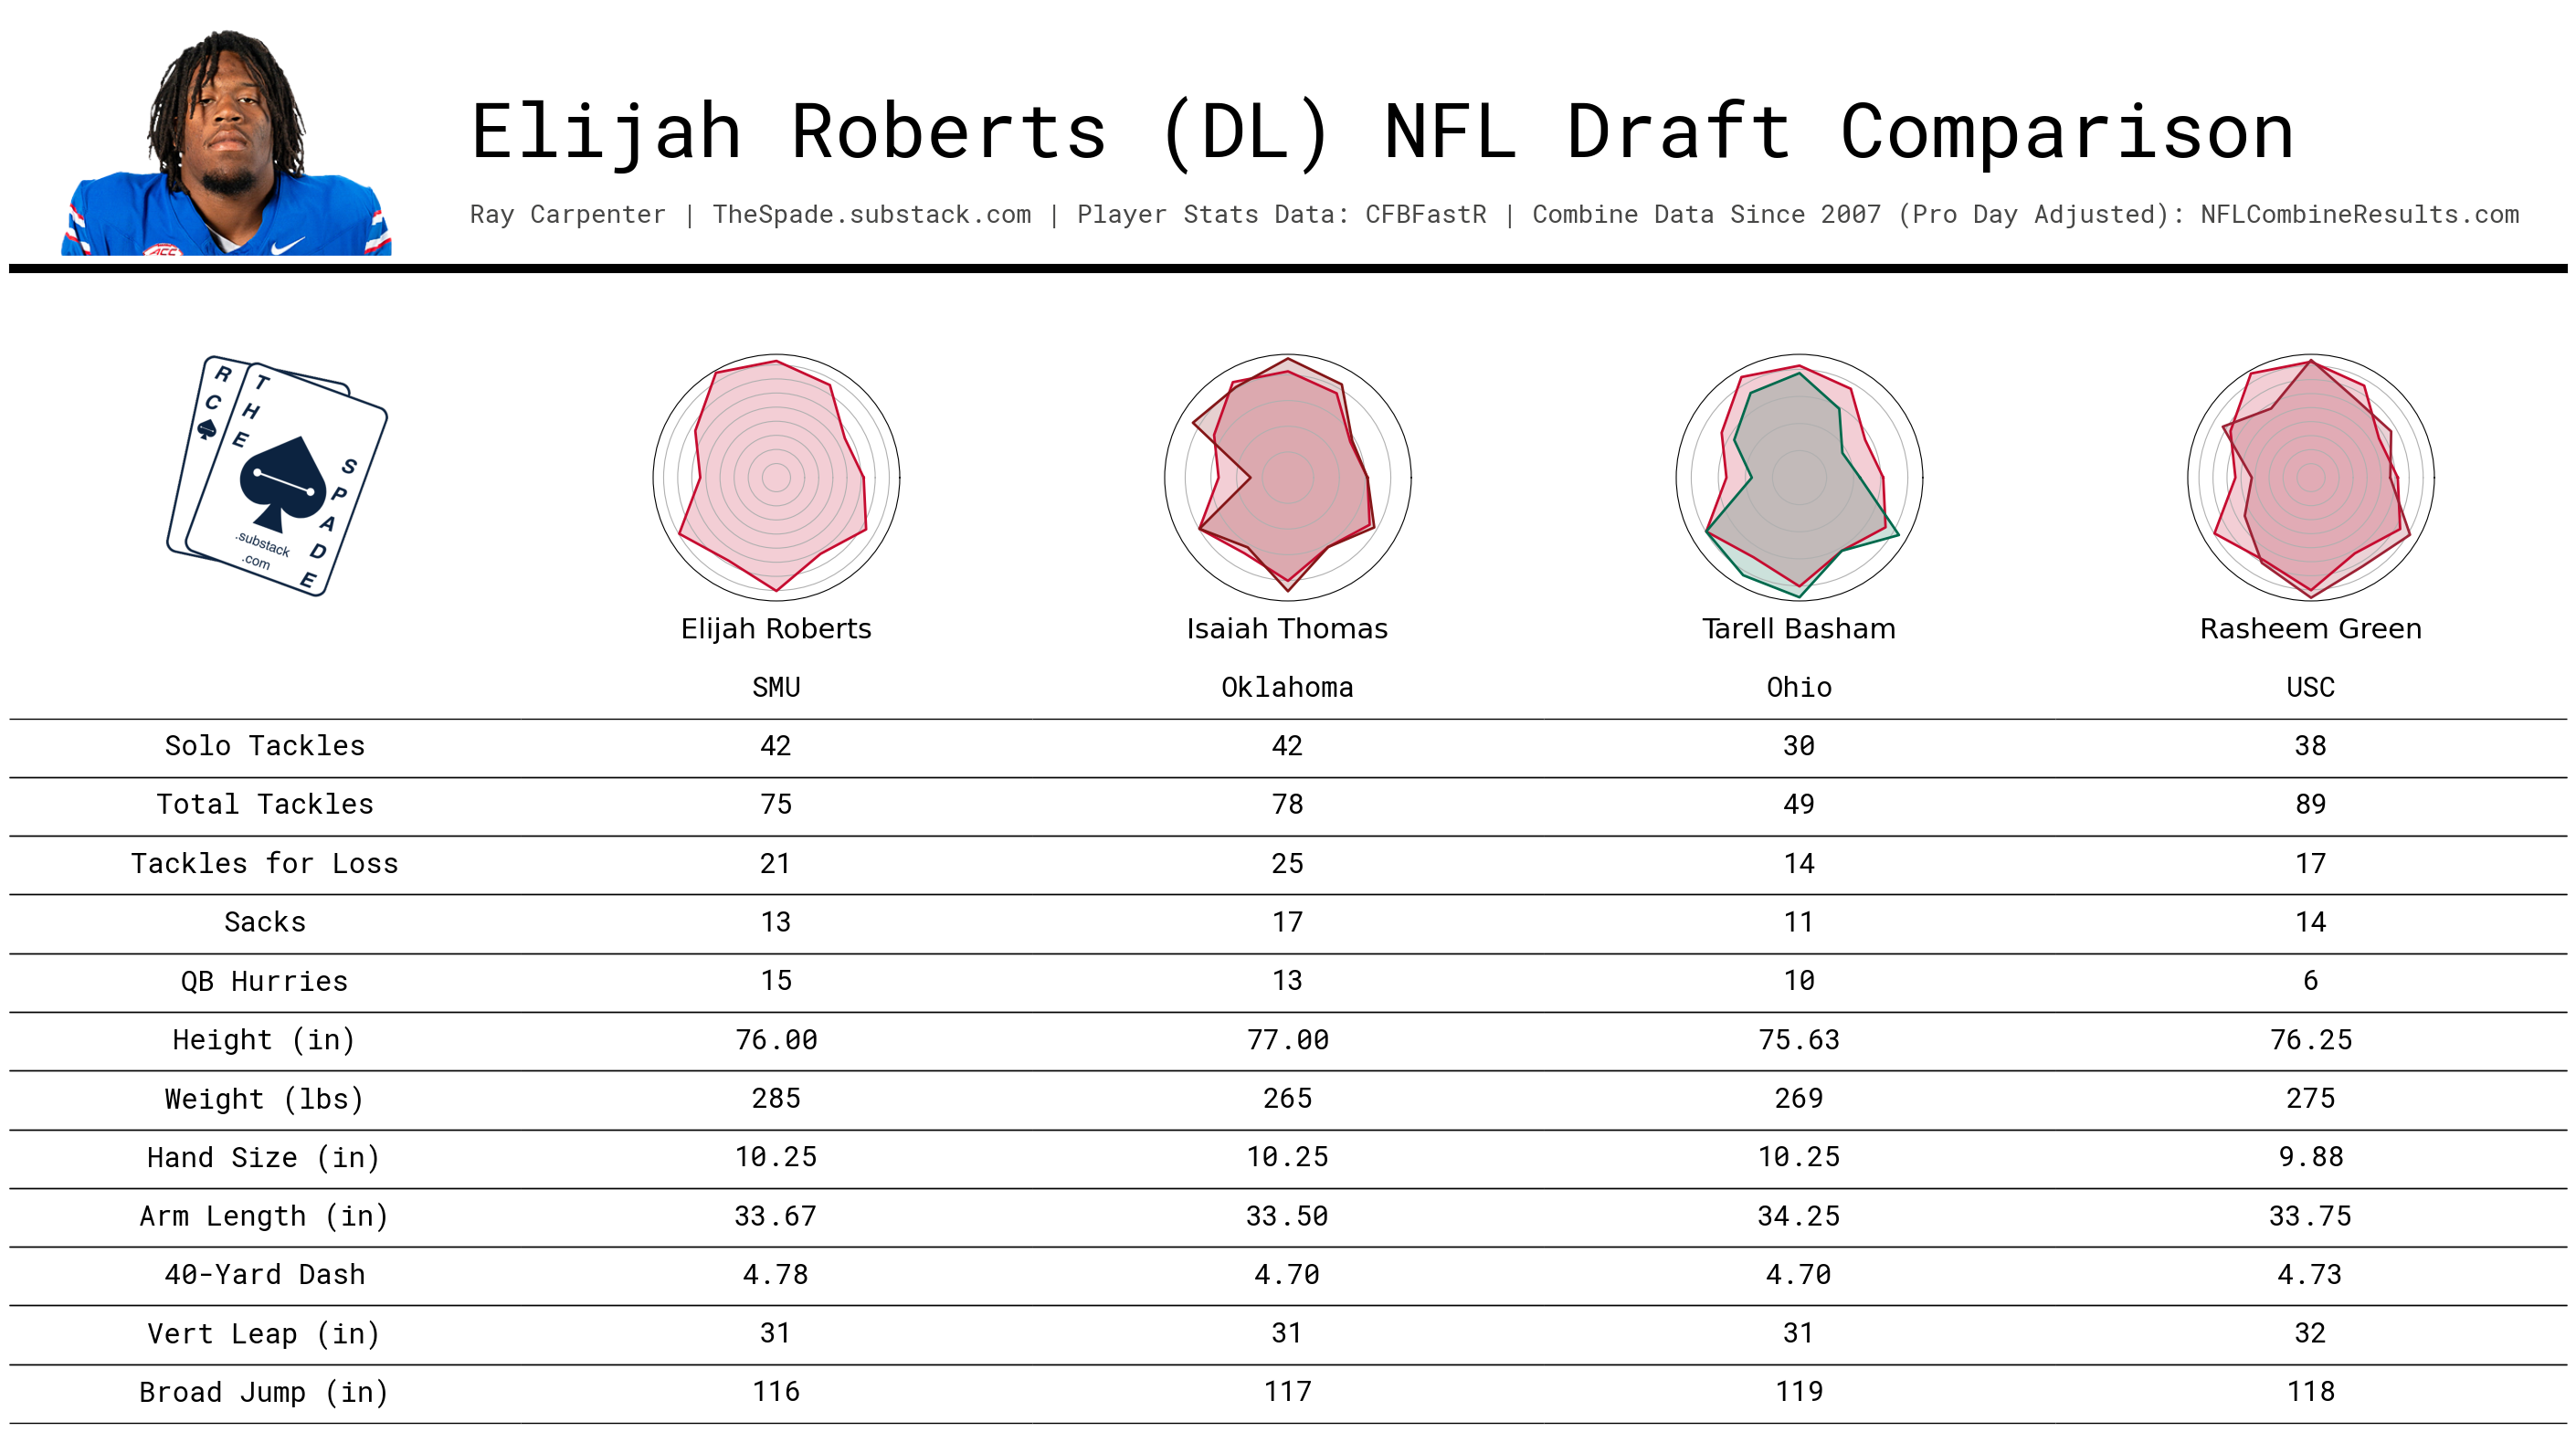 Elijah Roberts (DL) NFL Draft Comparison
Ray Carpenter | TheSpade.substack.com | Player Stats Data: CFBFastR | Combine Data Since 2007 (Pro Day Adjusted): NFLCombineResults.com
RC
THE
SPADE
.substack
.com
Elijah Roberts Isaiah Thomas Tarell Basham Rasheem Green
SMU Oklahoma Ohio USC
Solo Tackles 42 42 30 38
Total Tackles 75 78 49 89
Tackles for Loss 21 25 14 17
Sacks 13 17 11 14
QB Hurries 15 13 10 6
Height (in) 76.00 77.00 75.63 76.25
Weight (lbs) 285 265 269 275
Hand Size (in) 10.25 10.25 10.25 9.88
Arm Length (in) 33.67 33.50 34.25 33.75
40-Yard Dash 4.78 4.70 4.70 4.73
Vert Leap (in) 31 31 31 32
Broad Jump (in) 116 117 119 118